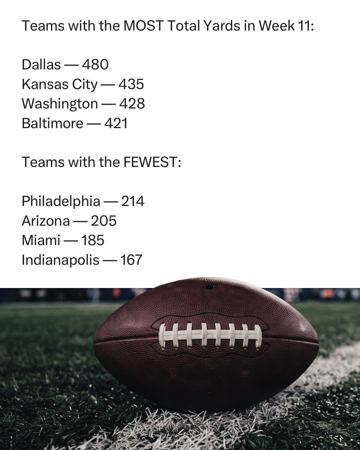 Teams with the MOST Total Yards in Week 11:
Dallas — 480
Kansas City — 435
Washington — 428
Baltimore — 421
Teams with the FEWEST:
Philadelphia — 214
Arizona — 205
Miami — 185
Indianapolis — 167